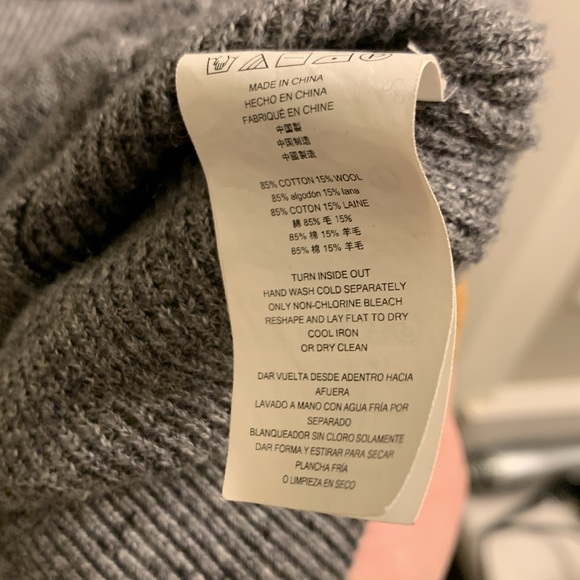 MADE IN CHINA
HECHO EN CHINA
FABRIQUÉ EN CHINE
中国製
中国制造
中國製造
85% COTTON 15% WOOL
85% algodón 15% lana
85% COTON 15% LAINE
綿 85% 毛 15%
85% 棉 15% 羊毛
85% 棉 15% 羊毛
TURN INSIDE OUT
HAND WASH COLD SEPARATELY
ONLY NON-CHLORINE BLEACH
RESHAPE AND LAY FLAT TO DRY
COOL IRON
OR DRY CLEAN
DAR VUELTA DESDE ADENTRO HACIA
AFUERA
LAVADO A MANO CON AGUA FRÍA POR
SEPARADO
BLANQUEADOR SIN CLORO SOLAMENTE
DAR FORMA Y ESTIRAR PARA SECAR
PLANCHA FRÍA
O LIMPIEZA EN SECO